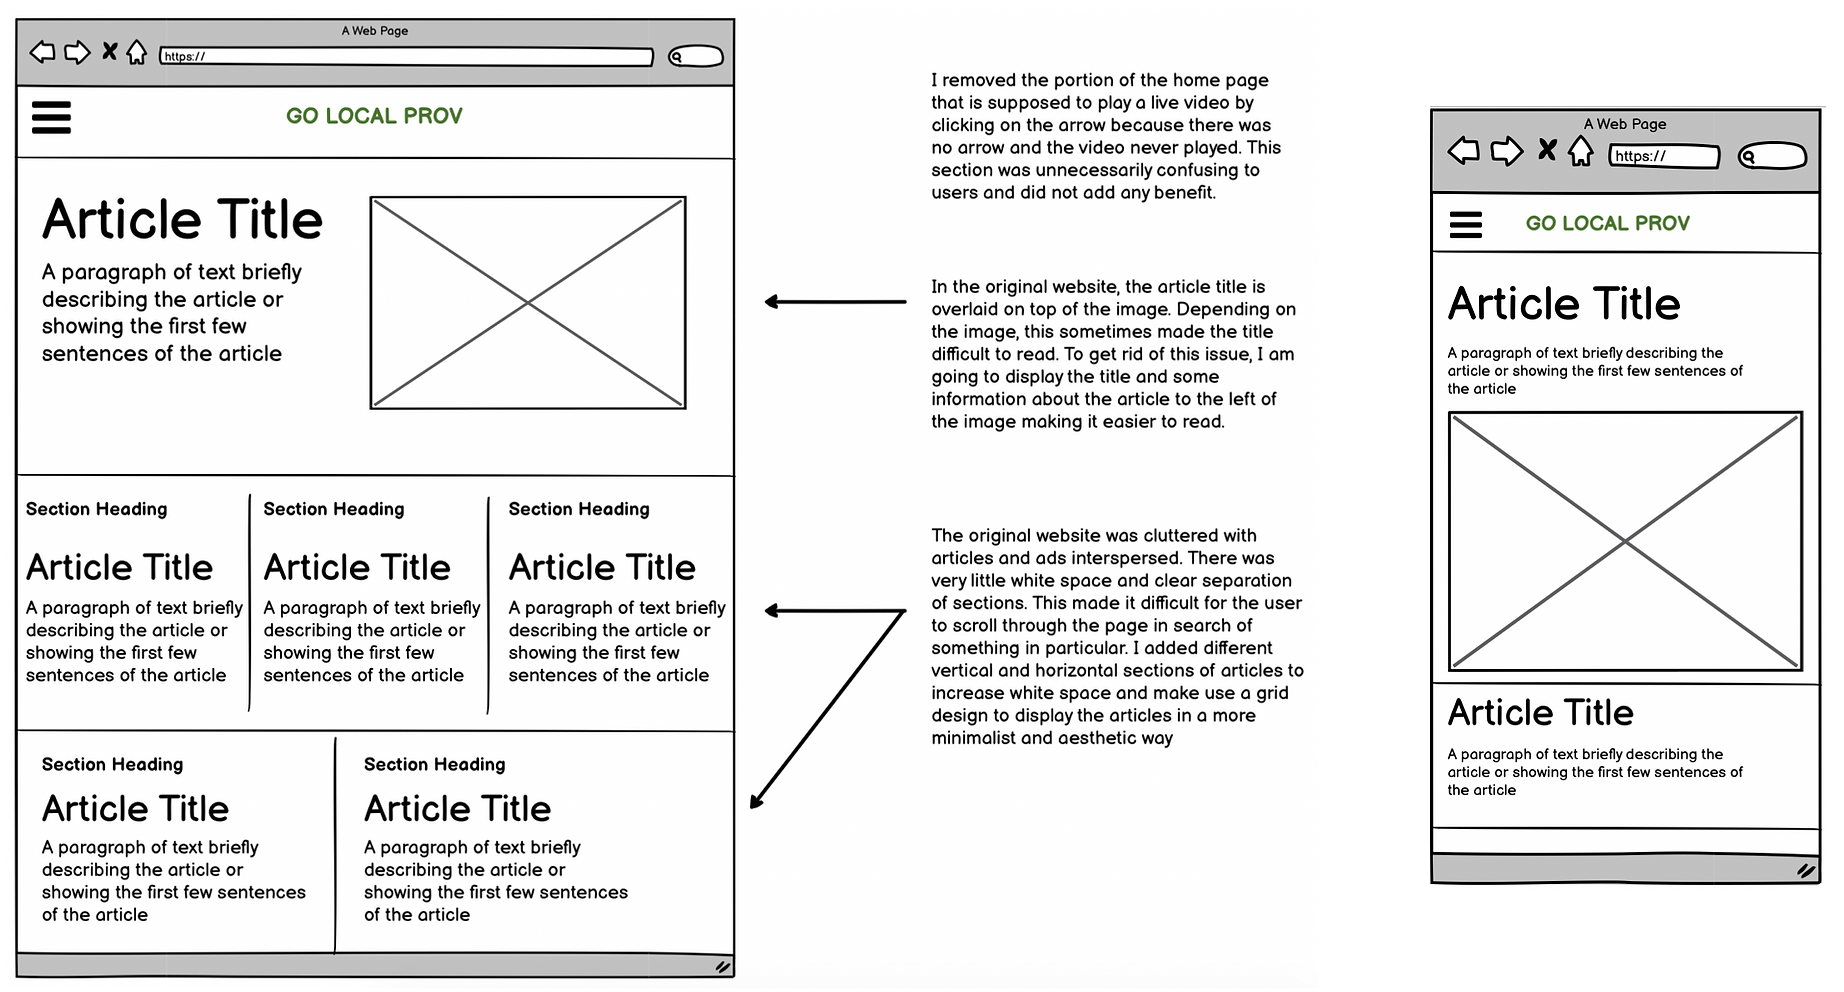 A Web Page
https://
GO LOCAL PROV
Article Title
A paragraph of text briefly
describing the article or
showing the first few
sentences of the article
Section Heading
Article Title
A paragraph of text briefly
describing the article or
showing the first few
sentences of the article
Section Heading
Article Title
A paragraph of text briefly
describing the article or
showing the first few
sentences of the article
Section Heading
Article Title
A paragraph of text briefly
describing the article or
showing the first few
sentences of the article
Section Heading
Article Title
A paragraph of text briefly
describing the article or
showing the first few sentences
of the article
Section Heading
Article Title
A paragraph of text briefly
describing the article or
showing the first few sentences
of the article
I removed the portion of the home page
that is supposed to play a live video by
clicking on the arrow because there was
no arrow and the video never played. This
section was unnecessarily confusing to
users and did not add any benefit.
In the original website, the article title is
overlaid on top of the image. Depending on
the image, this sometimes made the title
difficult to read. To get rid of this issue, I am
going to display the title and some
information about the article to the left of
the image making it easier to read.
The original website was cluttered with
articles and ads interspersed. There was
very little white space and clear separation
of sections. This made it difficult for the user
to scroll through the page in search of
something in particular. I added different
vertical and horizontal sections of articles to
increase white space and make use a grid
design to display the articles in a more
minimalist and aesthetic way
A Web Page
https://
GO LOCAL PROV
Article Title
A paragraph of text briefly describing the
article or showing the first few sentences of
the article
Article Title
A paragraph of text briefly describing the
article or showing the first few sentences of
the article